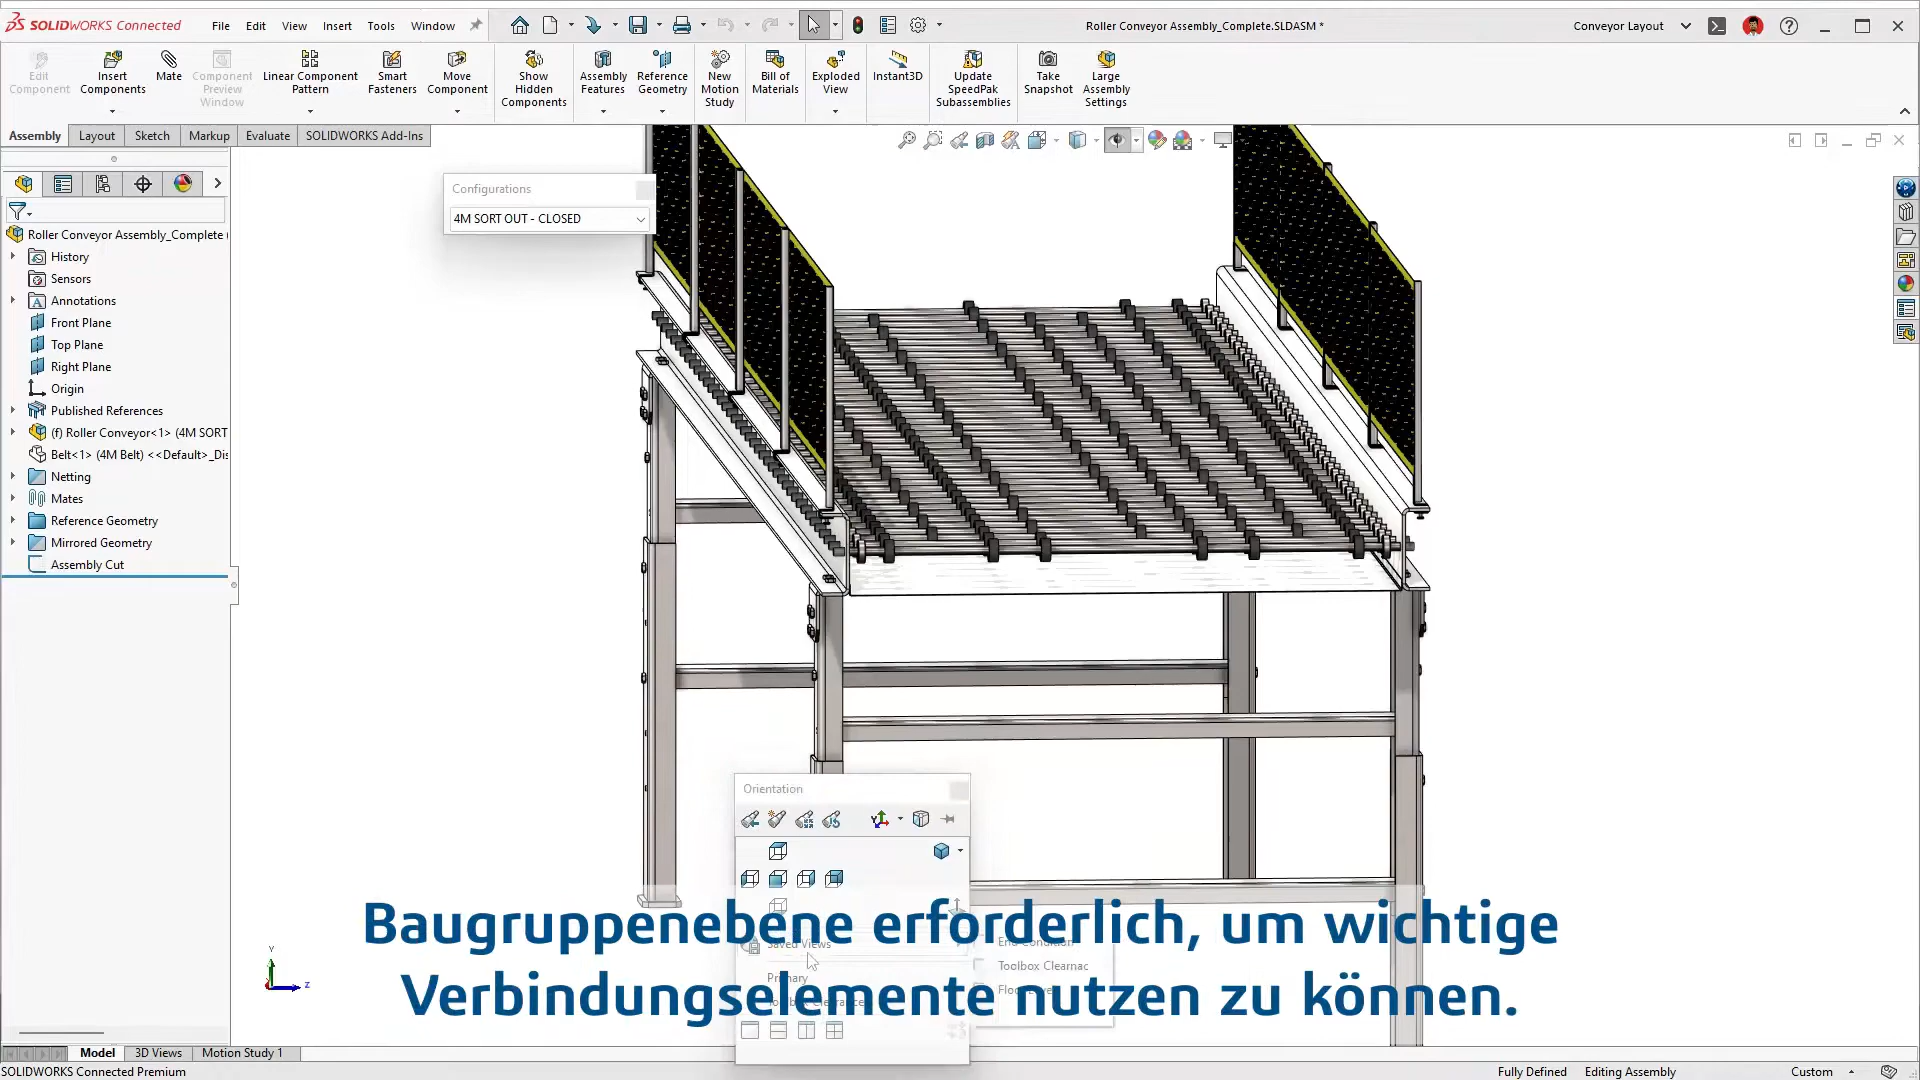 SOLIDWORKS Connected
File Edit View Insert Tools Window
Roller Conveyor Assembly_Complete.SLDASM *
Conveyor Layout
Edit Component
Insert Components
Mate
Component Preview Window
Linear Component Pattern
Smart Fasteners
Move Component
Show Hidden Components
Assembly Features
Reference Geometry
New Motion Study
Bill of Materials
Exploded View
Instant3D
Update SpeedPak Subassemblies
Take Snapshot
Large Assembly Settings
Assembly Layout Sketch Markup Evaluate SOLIDWORKS Add-Ins
Configurations
4M SORT OUT - CLOSED
Roller Conveyor Assembly_Complete
History
Sensors
Annotations
Front Plane
Top Plane
Right Plane
Origin
Published References
(f) Roller Conveyor<1> (4M SORT
Belt<1> (4M Belt) <<Default>_Dis
Netting
Mates
Reference Geometry
Mirrored Geometry
Assembly Cut
Orientation
Saved Views
Primary
Toolbox Clearnac
Baugruppenebene erforderlich, um wichtige
Verbindungselemente nutzen zu können.
Y
Z
Model 3D Views Motion Study 1
SOLIDWORKS Connected Premium
Fully Defined Editing Assembly Custom